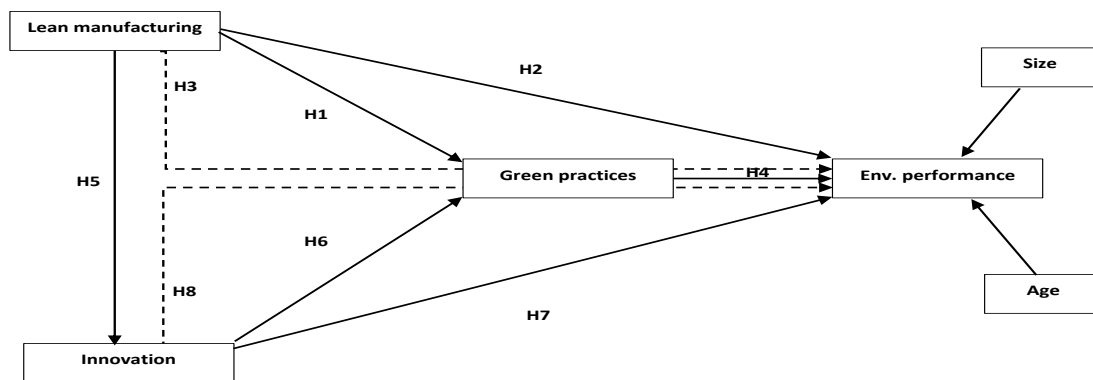 Lean manufacturing
Size
H2
H3
H1
H4
Green practices
Env. performance
H5
H6
H8
Age
H7
Innovation